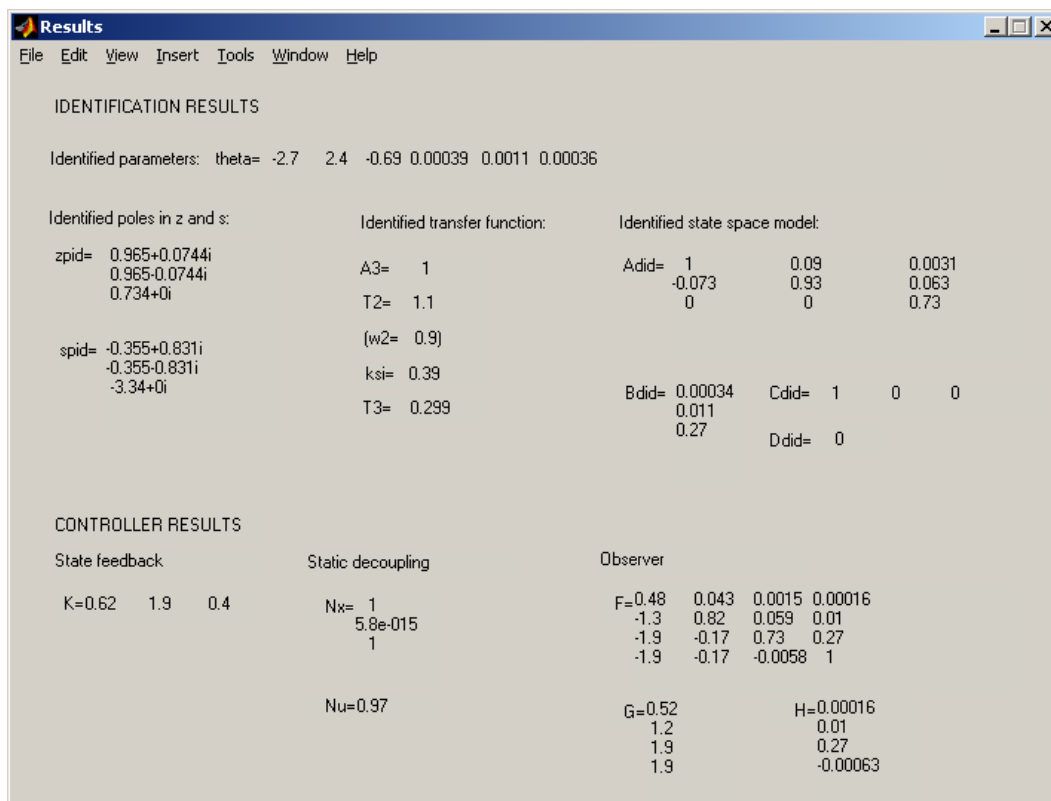 Results
File Edit View Insert Tools Window Help
IDENTIFICATION RESULTS
Identified parameters: theta= -2.7 2.4 -0.69 0.00039 0.0011 0.00036
Identified poles in z and s:
zpid= 0.965+0.0744i
0.965-0.0744i
0.734+0i
spid= -0.355+0.831i
-0.355-0.831i
-3.34+0i
Identified transfer function:
A3= 1
T2= 1.1
(w2= 0.9)
ksi= 0.39
T3= 0.299
Identified state space model:
Adid= 1 0.09 0.0031
-0.073 0.93 0.063
0 0 0.73
Bdid= 0.00034
0.011
0.27
Cdid= 1 0 0
Ddid= 0
CONTROLLER RESULTS
State feedback
K=0.62 1.9 0.4
Static decoupling
Nx= 1
5.8e-015
1
Nu=0.97
Observer
F=0.48 0.043 0.0015 0.00016
-1.3 0.82 0.059 0.01
-1.9 -0.17 0.73 0.27
-1.9 -0.17 -0.0058 1
G=0.52
1.2
1.9
1.9
H=0.00016
0.01
0.27
-0.00063